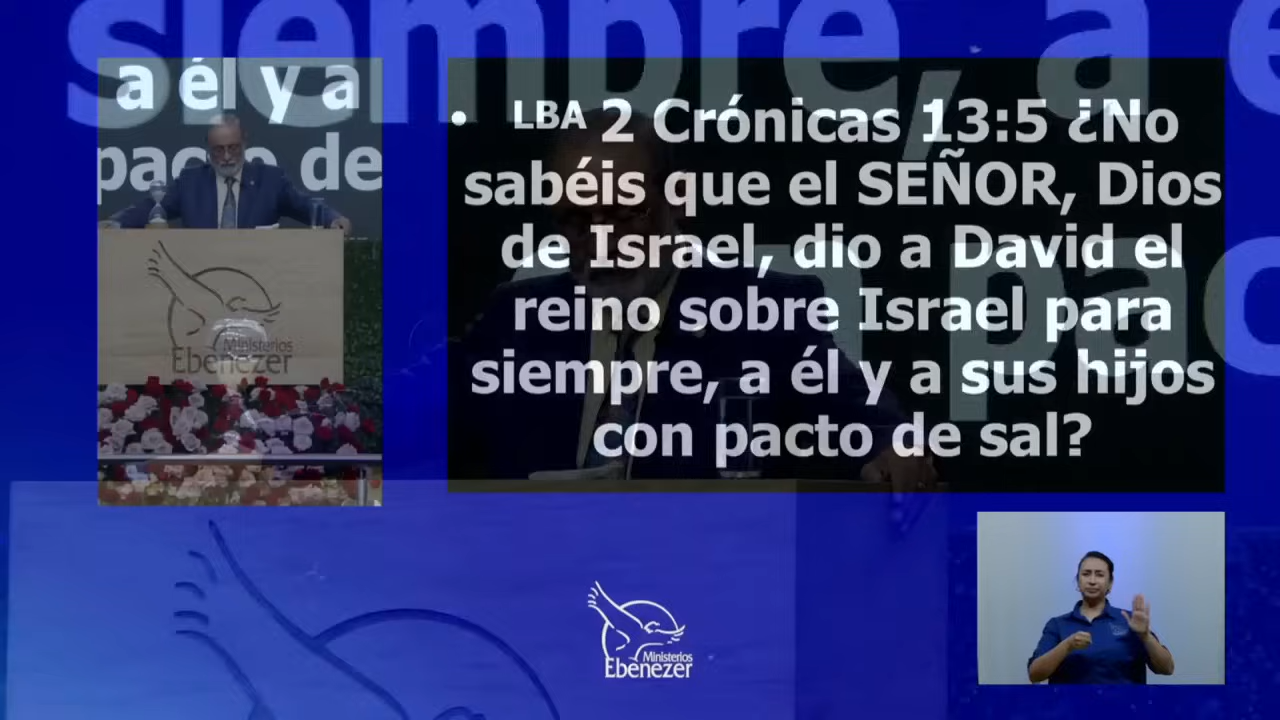 siempre, a é
a él y a
pacto de
pac
• LBA 2 Crónicas 13:5 ¿No
sabéis que el SEÑOR, Dios
de Israel, dio a David el
reino sobre Israel para
siempre, a él y a sus hijos
con pacto de sal?
Ministerios
Ebenezer
Ministerios
Ebenezer